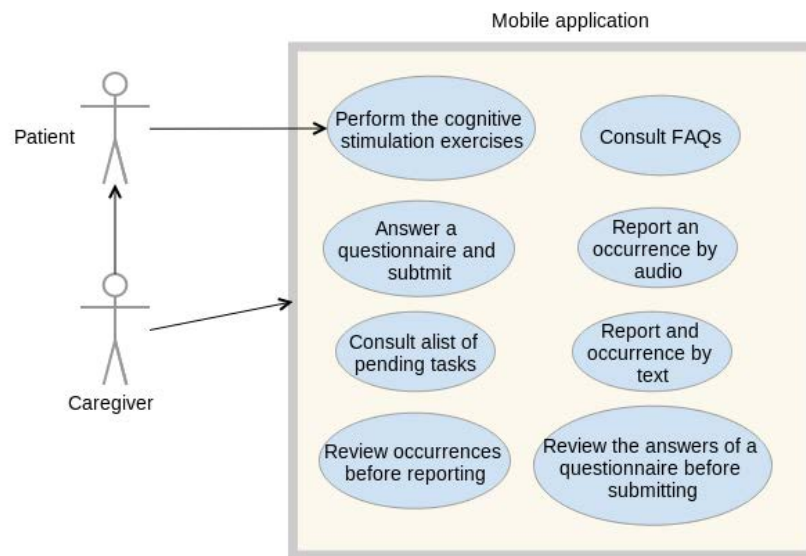 Mobile application
Patient
Caregiver
Perform the cognitive
stimulation exercises
Consult FAQs
Answer a
questionnaire and
subtmit
Report an
occurrence by
audio
Consult alist of
pending tasks
Report and
occurrence by
text
Review occurrences
before reporting
Review the answers of a
questionnaire before
submitting